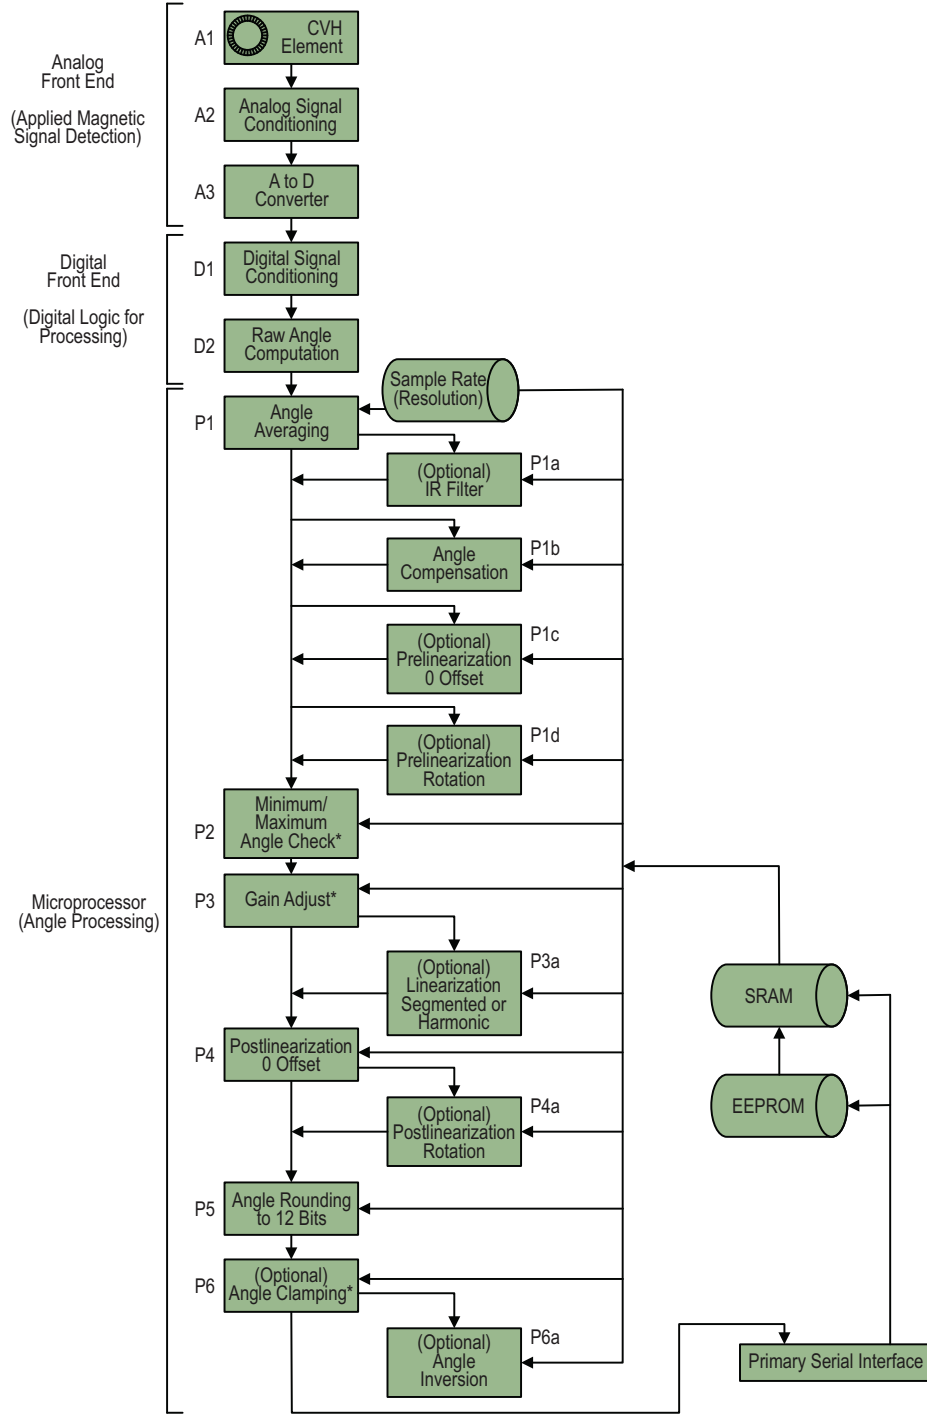 Analog
Front End
(Applied Magnetic
Signal Detection)
A1
CVH
Element
A2
Analog Signal
Conditioning
A3
A to D
Converter
Digital
Front End
(Digital Logic for
Processing)
D1
Digital Signal
Conditioning
D2
Raw Angle
Computation
Sample Rate
(Resolution)
P1
Angle
Averaging
P1a
(Optional)
IR Filter
P1b
Angle
Compensation
P1c
(Optional)
Prelinearization
0 Offset
P1d
(Optional)
Prelinearization
Rotation
P2
Minimum/
Maximum
Angle Check*
Microprocessor
(Angle Processing)
P3
Gain Adjust*
P3a
(Optional)
Linearization
Segmented or
Harmonic
SRAM
P4
Postlinearization
0 Offset
EEPROM
P4a
(Optional)
Postlinearization
Rotation
P5
Angle Rounding
to 12 Bits
P6
(Optional)
Angle Clamping*
P6a
(Optional)
Angle
Inversion
Primary Serial Interface